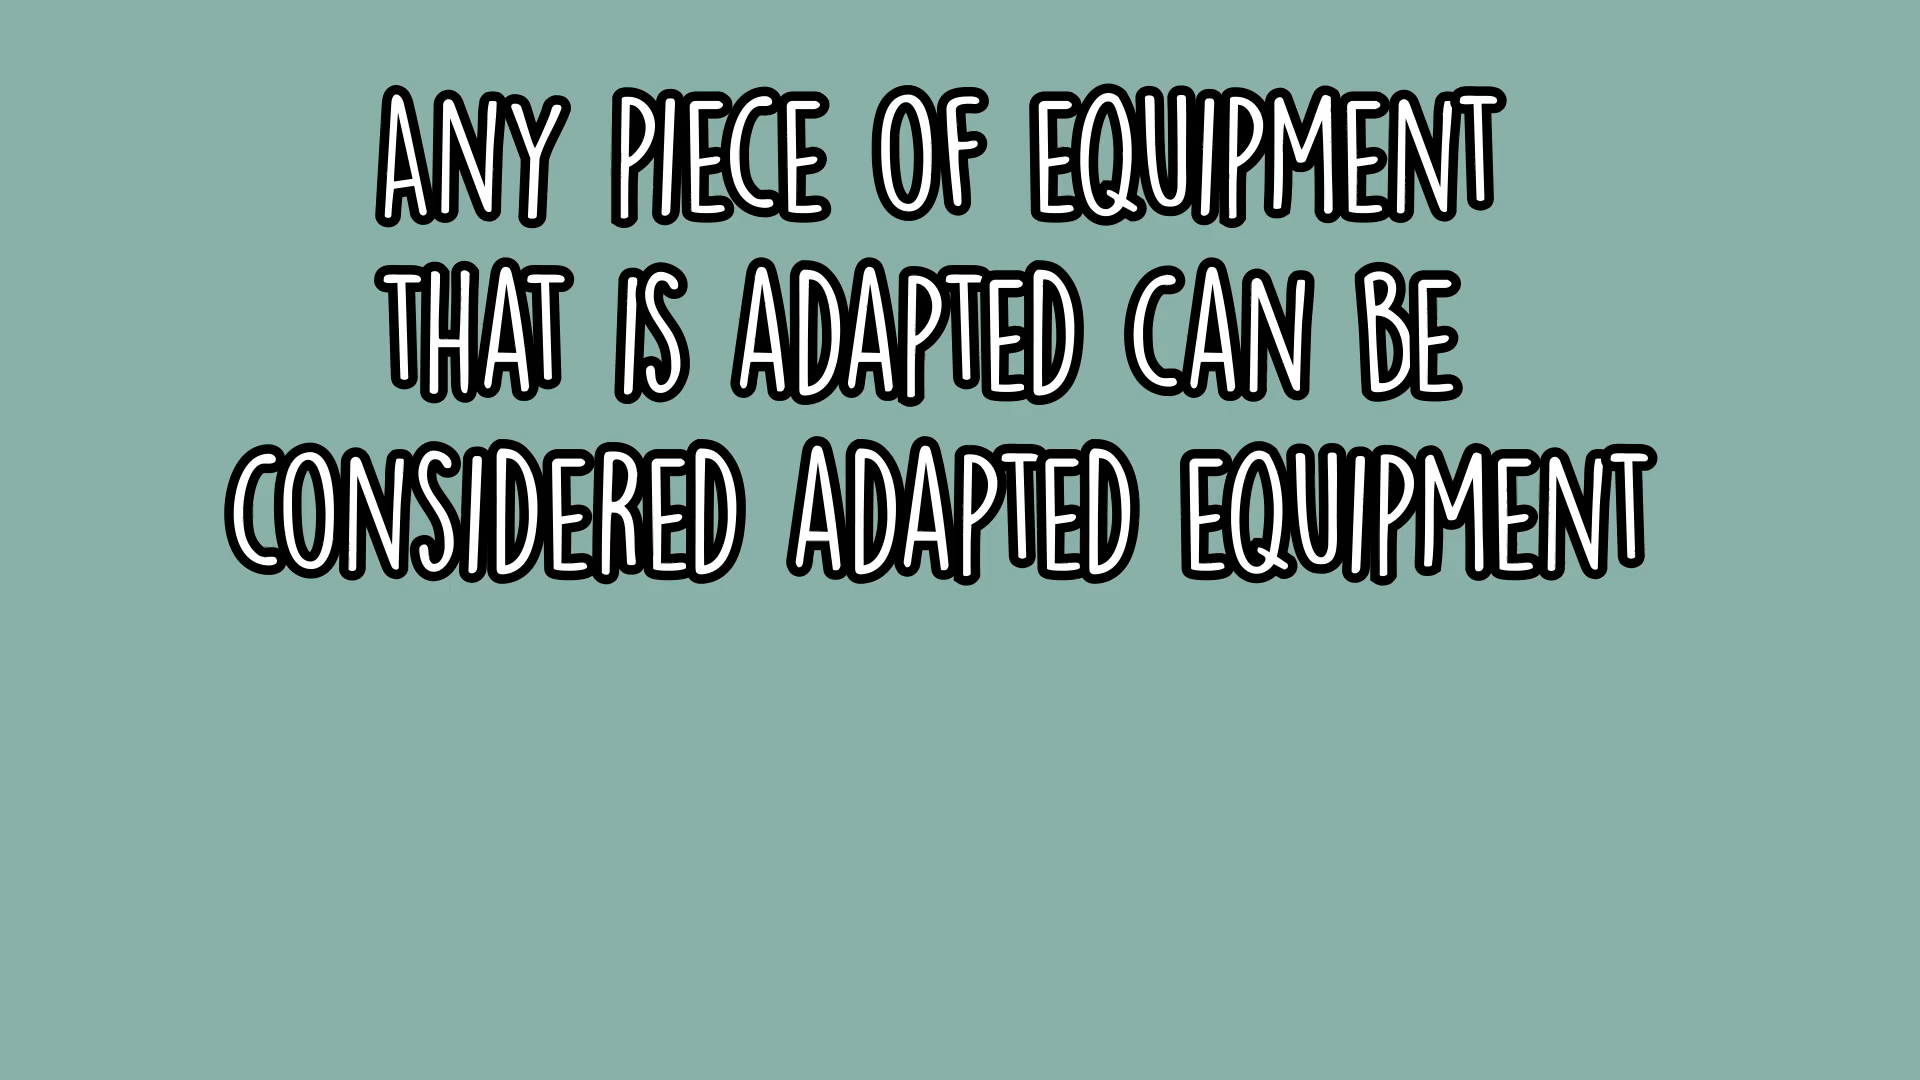 ANY PIECE OF EQUIPMENT
THAT IS ADAPTED CAN BE
CONSIDERED ADAPTED EQUIPMENT